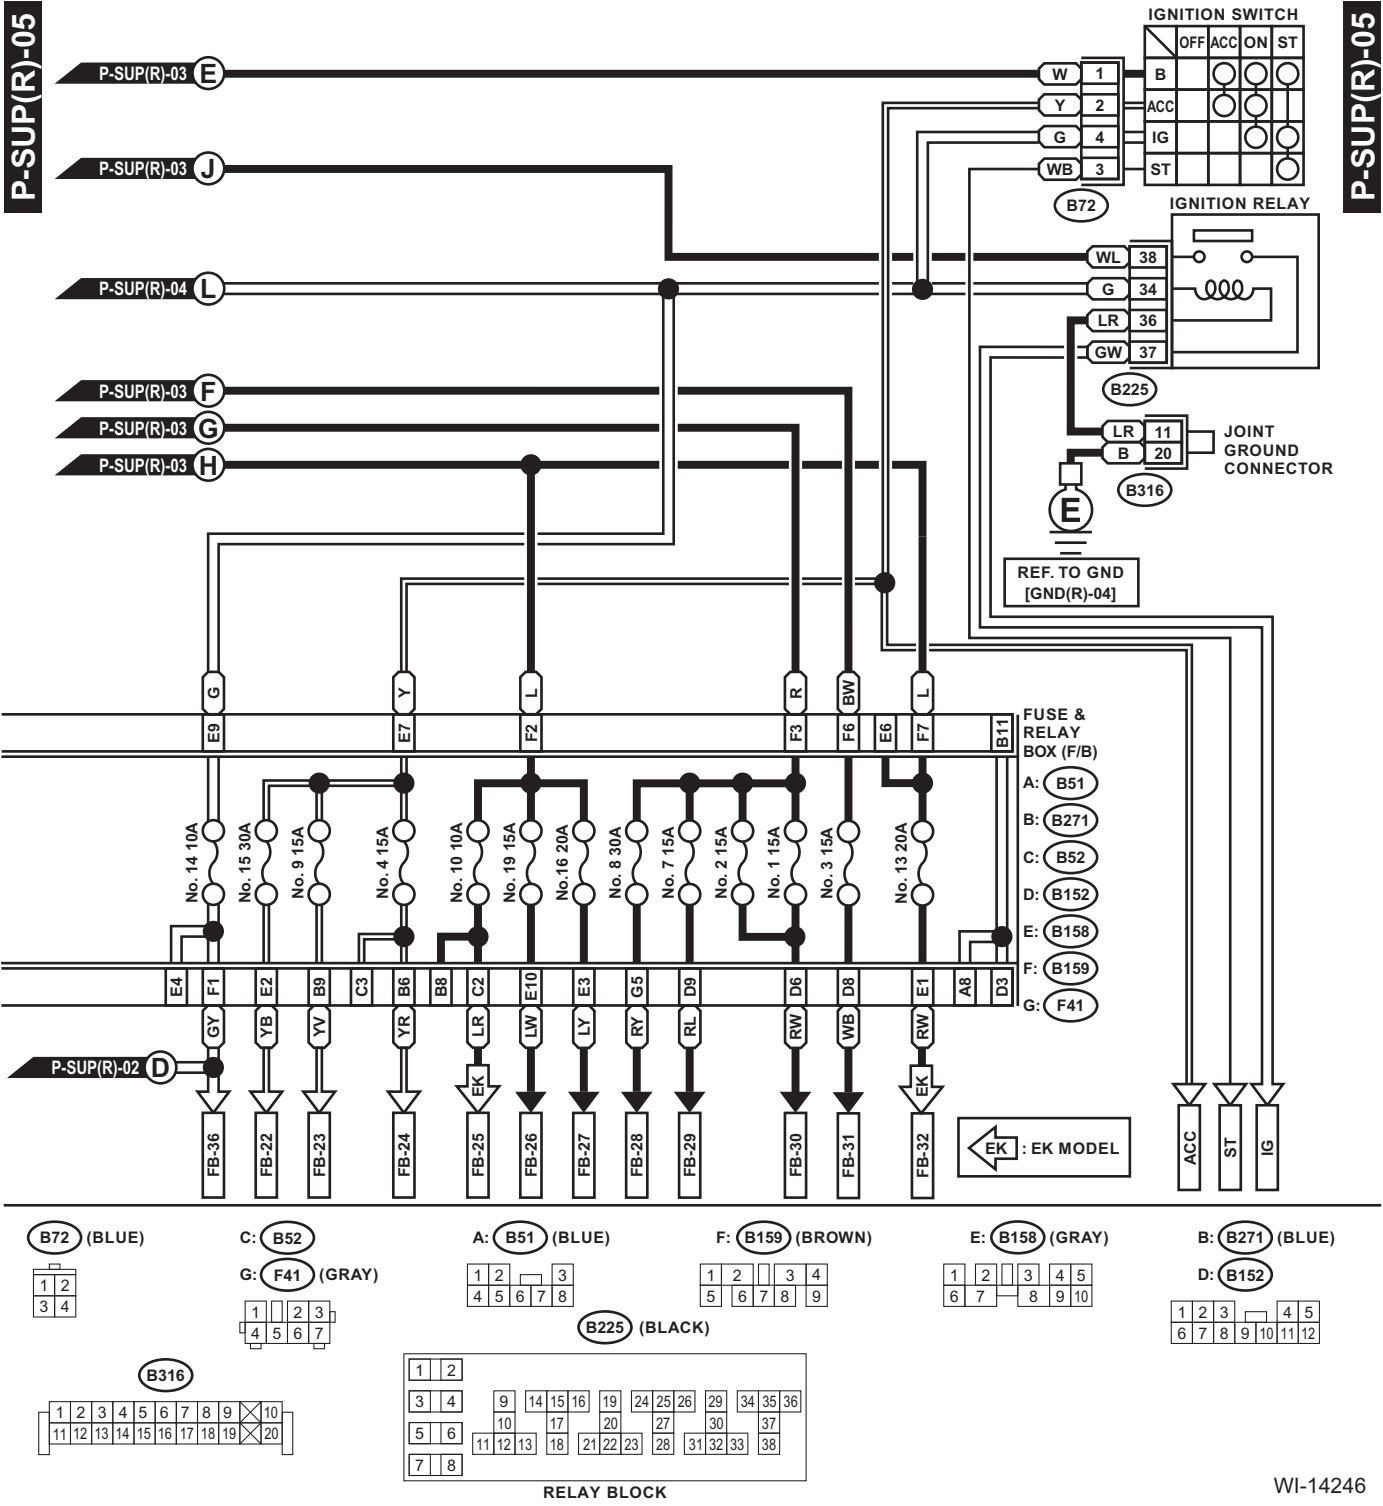 P-SUP(R)-05
P-SUP(R)-05
IGNITION SWITCH
OFF ACC ON ST
P-SUP(R)-03 E W 1 B
Y 2 ACC
G 4 IG
P-SUP(R)-03 J WB 3 ST
B72
IGNITION RELAY
WL 38
P-SUP(R)-04 L G 34
LR 36
GW 37
P-SUP(R)-03 F B225
P-SUP(R)-03 G LR 11 JOINT
B 20 GROUND
P-SUP(R)-03 H CONNECTOR
B316
E
REF. TO GND
[GND(R)-04]
G Y L R BW L
E9 E7 F2 F3 F6 E6 F7 B11
FUSE &
RELAY
BOX (F/B)
A: B51
B: B271
C: B52
D: B152
E: B158
F: B159
G: F41
No. 14 10A
No. 15 30A
No. 9 15A
No. 4 15A
No. 10 10A
No. 19 15A
No.16 20A
No. 8 30A
No. 7 15A
No. 2 15A
No. 1 15A
No. 3 15A
No. 13 20A
E4 F1 E2 B9 C3 B6 B8 C2 E10 E3 G5 D9 D6 D8 E1 A8 D3
GY YB YV YR LR LW LY RY RL RW WB RW
P-SUP(R)-02 D
EK EK
FB-36 FB-22 FB-23 FB-24 FB-25 FB-26 FB-27 FB-28 FB-29 FB-30 FB-31 FB-32
EK : EK MODEL
ACC ST IG
B72 (BLUE)
1 2
3 4
C: B52
G: F41 (GRAY)
1 2 3
4 5 6 7
A: B51 (BLUE)
1 2 3
4 5 6 7 8
F: B159 (BROWN)
1 2 3 4
5 6 7 8 9
E: B158 (GRAY)
1 2 3 4 5
6 7 8 9 10
B: B271 (BLUE)
D: B152
1 2 3 4 5
6 7 8 9 10 11 12
B316
1 2 3 4 5 6 7 8 9 10
11 12 13 14 15 16 17 18 19 20
B225 (BLACK)
1 2
3 4 9 14 15 16 19 24 25 26 29 34 35 36
5 6 10 17 20 27 30 37
11 12 13 18 21 22 23 28 31 32 33 38
7 8
RELAY BLOCK
WI-14246